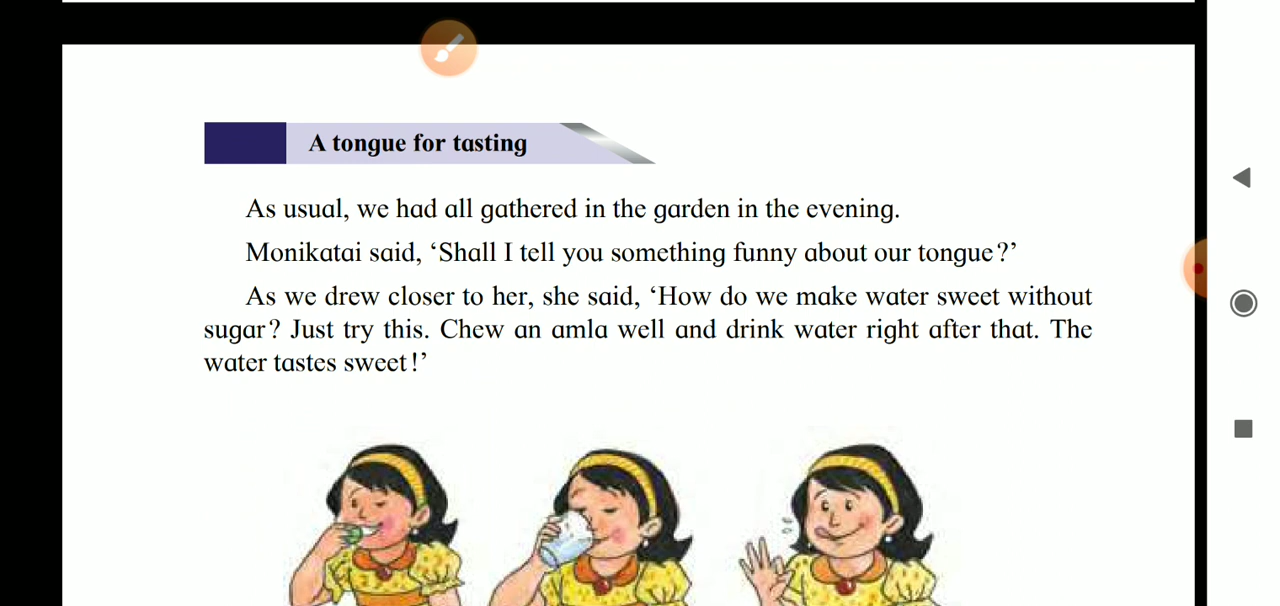 A tongue for tasting
As usual, we had all gathered in the garden in the evening.
Monikatai said, ‘Shall I tell you something funny about our tongue?’
As we drew closer to her, she said, ‘How do we make water sweet without
sugar? Just try this. Chew an amla well and drink water right after that. The
water tastes sweet!’